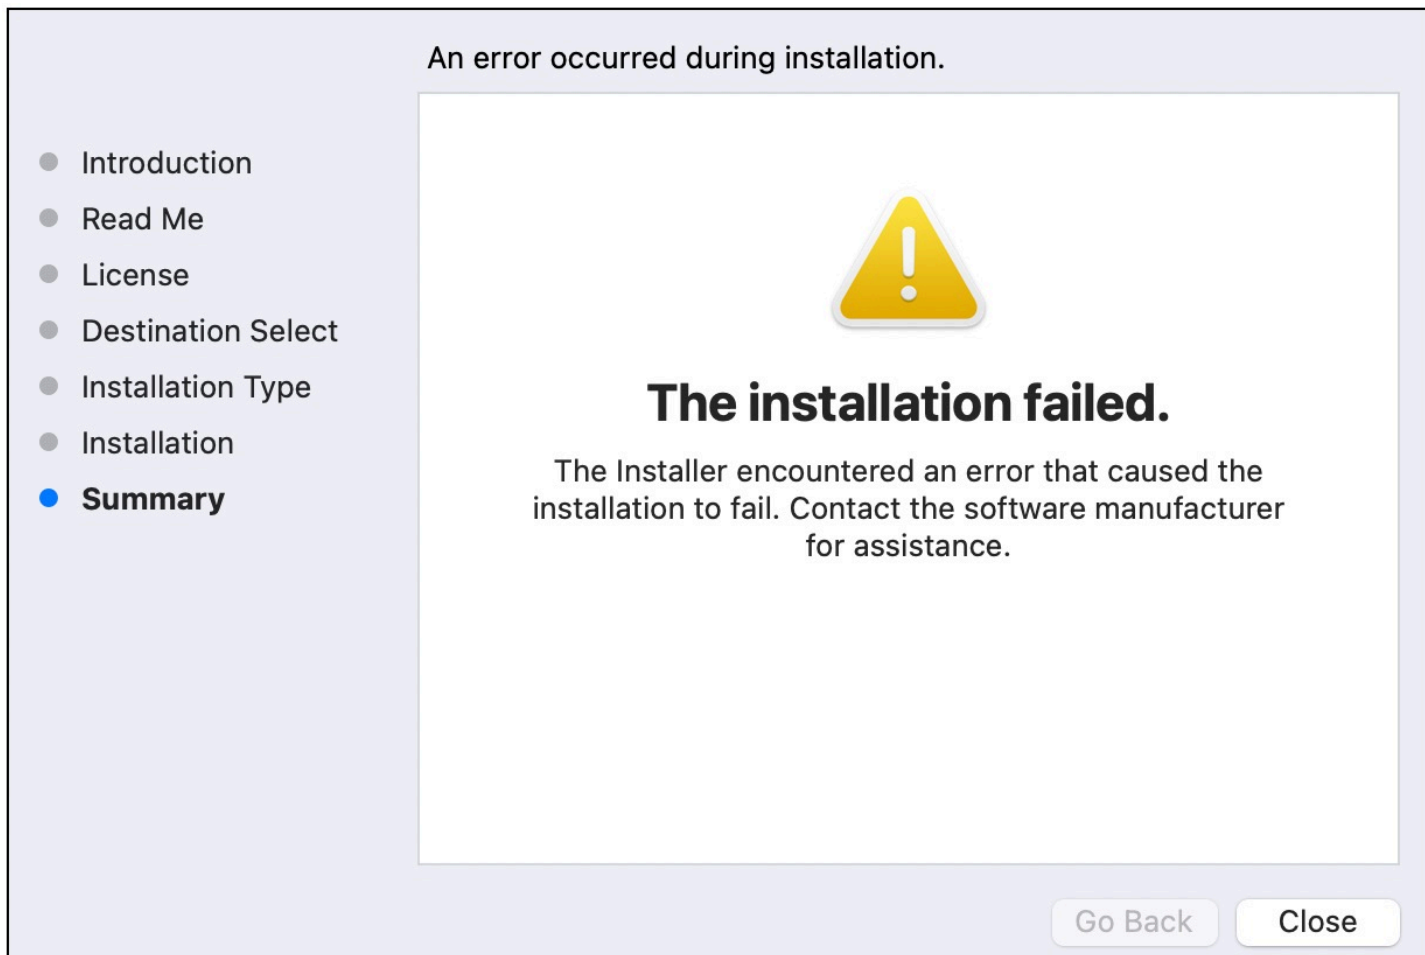 An error occurred during installation.
Introduction
Read Me
License
Destination Select
Installation Type
Installation
Summary
The installation failed.
The Installer encountered an error that caused the
installation to fail. Contact the software manufacturer
for assistance.
Go Back
Close